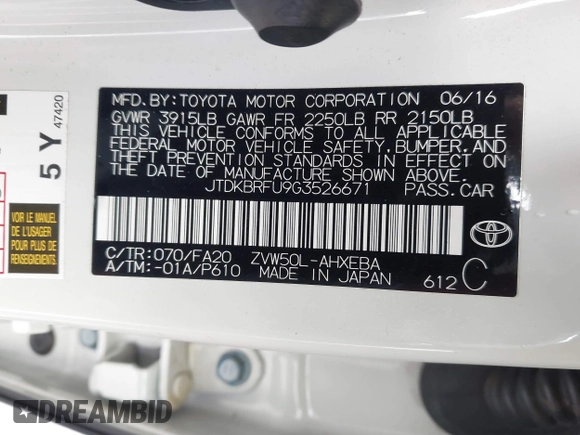 MFD.BY:TOYOTA MOTOR CORPORATION 06/16
GVWR 3915LB GAWR FR 2250LB RR 2150LB
THIS VEHICLE CONFORMS TO ALL APPLICABLE
FEDERAL MOTOR VEHICLE SAFETY,BUMPER,AND
THEFT PREVENTION STANDARDS IN EFFECT ON
THE DATE OF MANUFACTURE SHOWN ABOVE.
JTDKBRFU9G3526671 PASS.CAR
C/TR:070/FA20 ZVW50L-AHXEBA
A/TM:-01A/P610 MADE IN JAPAN 612 C
TOYOTA
5 Y 47420
VOIR LE MANUEL
DE L'USAGER
POUR PLUS DE
RENSEIGNEMENTS
DREAMBID